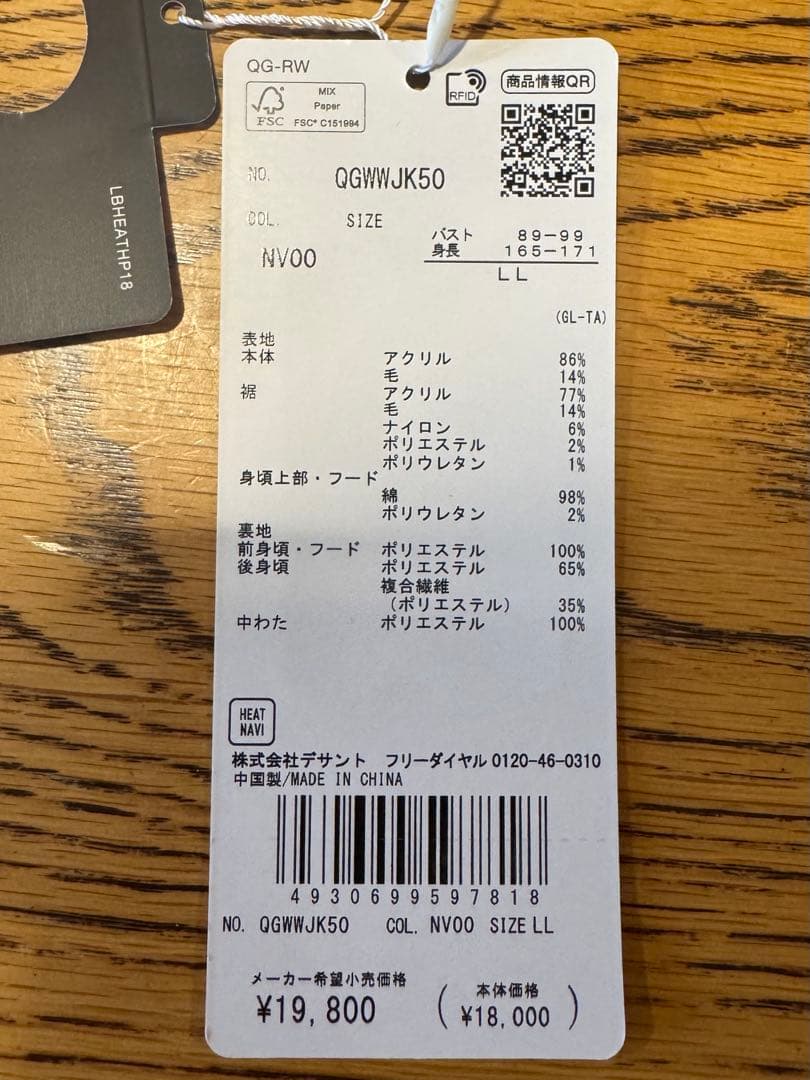 LBHEATHP18
QG-RW
FSC
MIX
Paper
FSC® C151994
RFID
商品情報QR
NO. QGWWJK50
COL. SIZE
NV00
バスト 89-99
身長 165-171
LL
(GL-TA)
表地
本体 アクリル 86%
毛 14%
裾 アクリル 77%
毛 14%
ナイロン 6%
ポリエステル 2%
ポリウレタン 1%
身頃上部・フード
綿 98%
ポリウレタン 2%
裏地
前身頃・フード ポリエステル 100%
後身頃 ポリエステル 65%
複合繊維
(ポリエステル) 35%
中わた ポリエステル 100%
HEAT
NAVI
株式会社デサント フリーダイヤル 0120-46-0310
中国製/MADE IN CHINA
4930699597818
NO. QGWWJK50 COL. NV00 SIZE LL
メーカー希望小売価格
¥19,800
(本体価格
¥18,000)